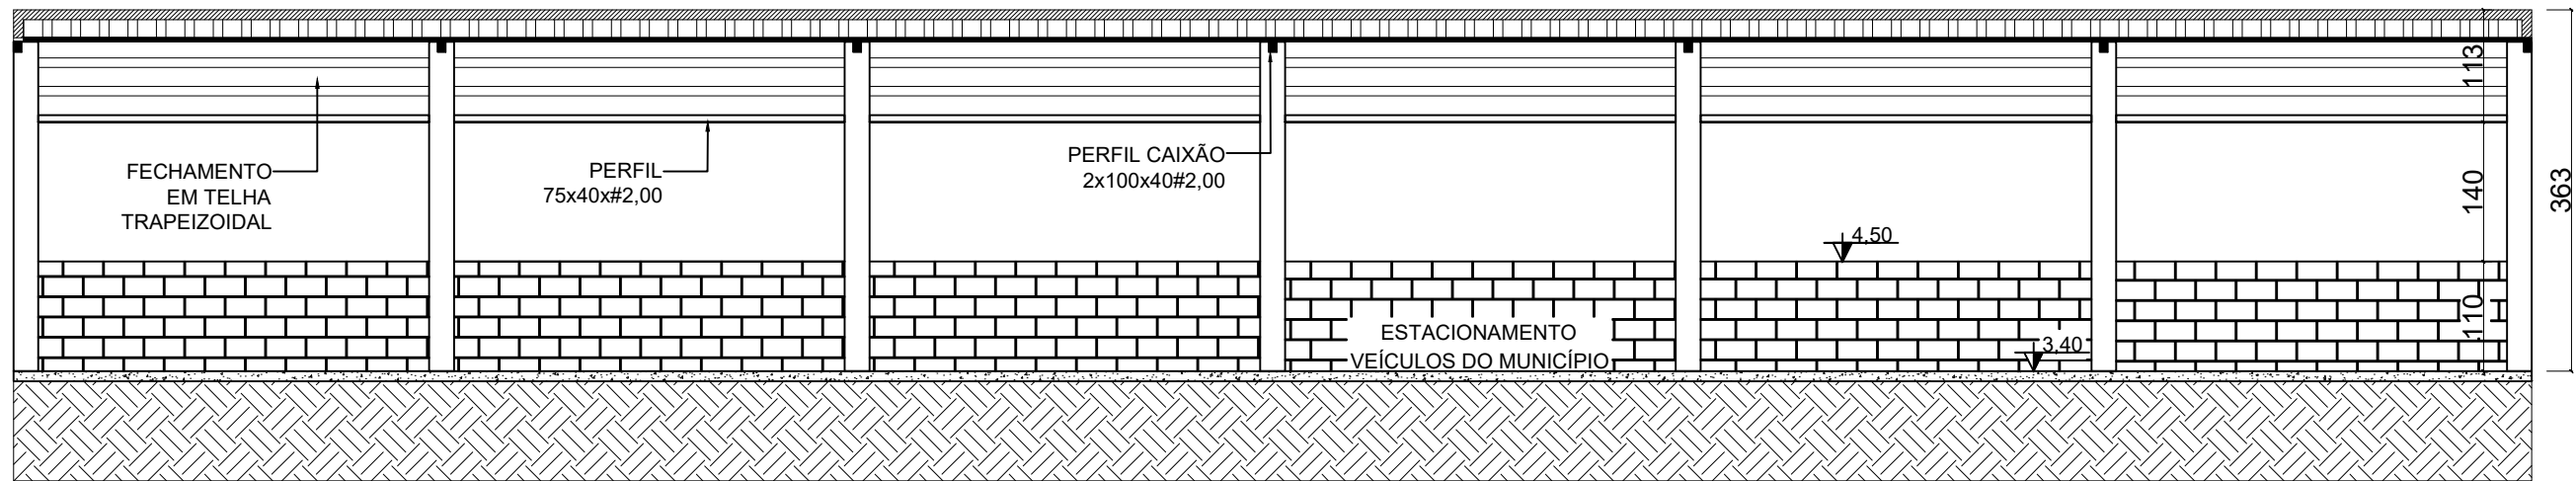 113
FECHAMENTO
EM TELHA
TRAPEIZOIDAL
PERFIL
75x40x#2,00
PERFIL CAIXÃO
2x100x40#2,00
140
363
4,50
110
ESTACIONAMENTO
VEÍCULOS DO MUNICÍPIO
3,40